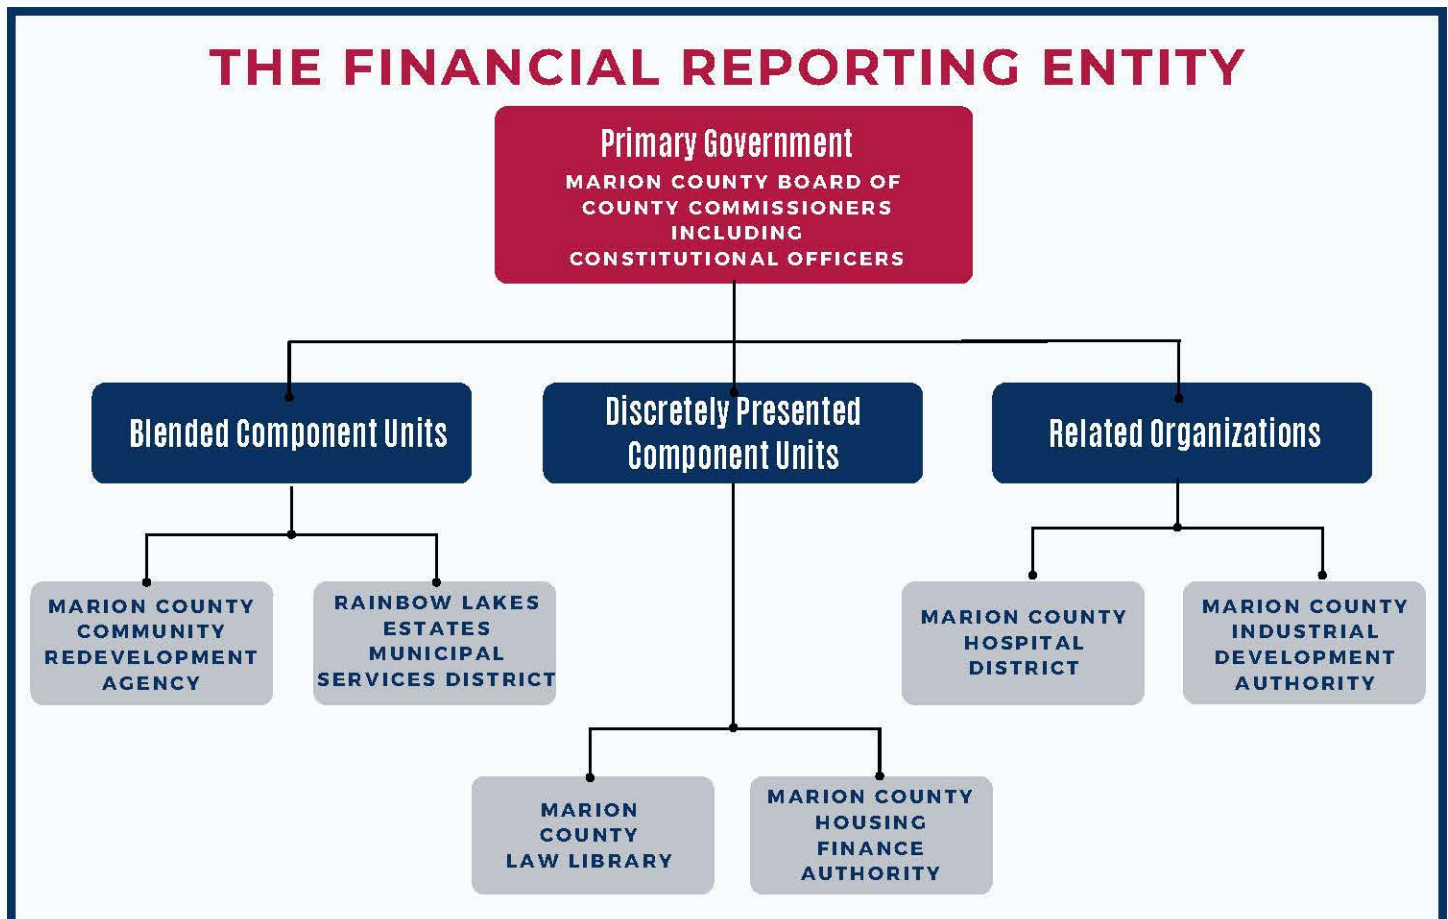 THE FINANCIAL REPORTING ENTITY
Primary Government
MARION COUNTY BOARD OF
COUNTY COMMISSIONERS
INCLUDING
CONSTITUTIONAL OFFICERS
Blended Component Units
Discretely Presented
Component Units
Related Organizations
MARION COUNTY
COMMUNITY
REDEVELOPMENT
AGENCY
RAINBOW LAKES
ESTATES
MUNICIPAL
SERVICES DISTRICT
MARION COUNTY
HOSPITAL
DISTRICT
MARION COUNTY
INDUSTRIAL
DEVELOPMENT
AUTHORITY
MARION
COUNTY
LAW LIBRARY
MARION COUNTY
HOUSING
FINANCE
AUTHORITY